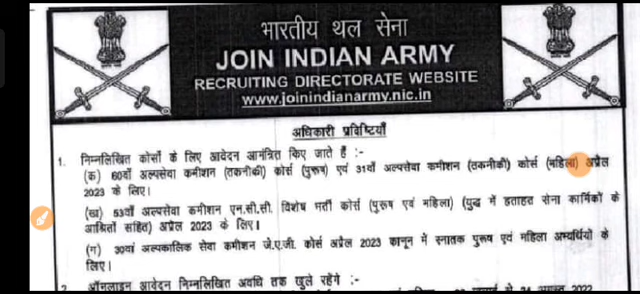 भारतीय थल सेना
JOIN INDIAN ARMY
RECRUITING DIRECTORATE WEBSITE
www.joinindianarmy.nic.in
अधिकारी प्रविष्टियाँ
1. निम्नलिखित कोर्सों के लिए आवेदन आमंत्रित किए जाते हैं :-
(क) 60वां अल्पसेवा कमीशन (तकनीकी) कोर्स (पुरूष) एवं 31वां अल्पसेवा कमीशन (तकनीकी) कोर्स (महिला) अप्रैल
2023 के लिए।
(ख) 53वां अल्पसेवा कमीशन एन.सी.सी. विशेष भर्ती कोर्स (पुरूष एवं महिला) (युद्ध में हताहत सेना कार्मिकों के
आश्रितों सहित) अप्रैल 2023 के लिए।
(ग) 30वां अल्पकालिक सेवा कमीशन जे.ए.जी. कोर्स अप्रैल 2023 कानून में स्नातक पुरूष एवं महिला अभ्यर्थियों के
लिए।
2. ऑनलाइन आवेदन निम्नलिखित अवधि तक खुले रहेंगे :-
से 24 अगस्त 2022